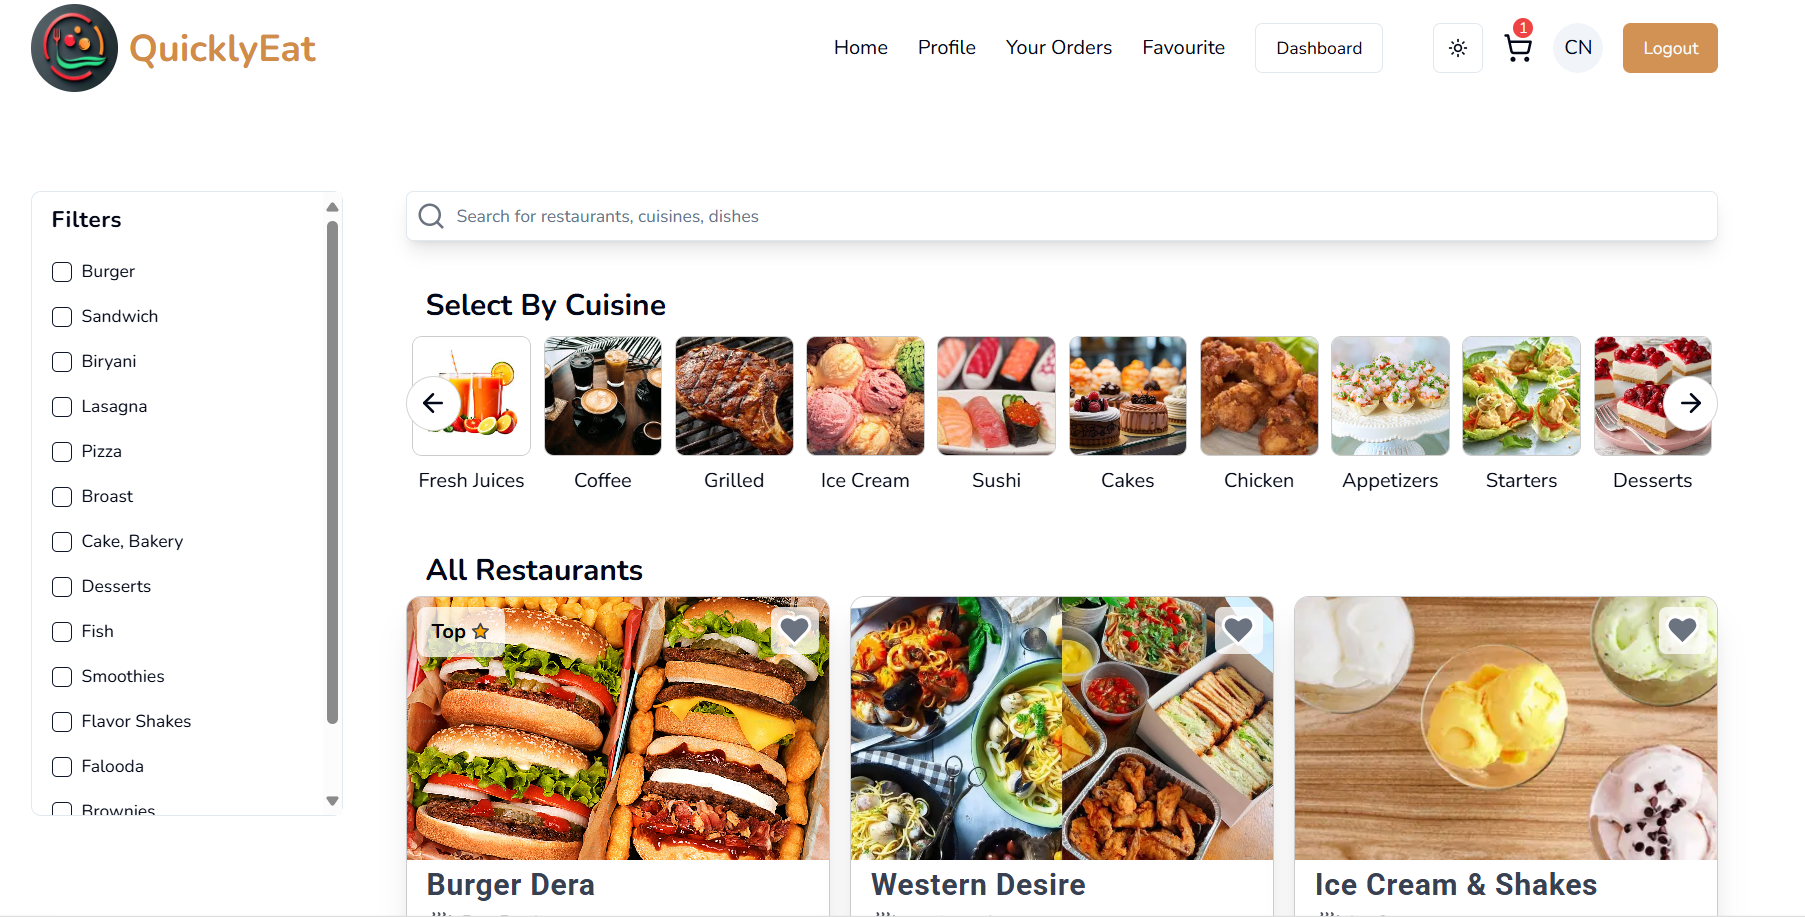 QuicklyEat
Home Profile Your Orders Favourite Dashboard 1 CN Logout
Filters
Burger
Sandwich
Biryani
Lasagna
Pizza
Broast
Cake, Bakery
Desserts
Fish
Smoothies
Flavor Shakes
Falooda
Brownies
Search for restaurants, cuisines, dishes
Select By Cuisine
Fresh Juices Coffee Grilled Ice Cream Sushi Cakes Chicken Appetizers Starters Desserts
All Restaurants
Top
Burger Dera Western Desire Ice Cream & Shakes